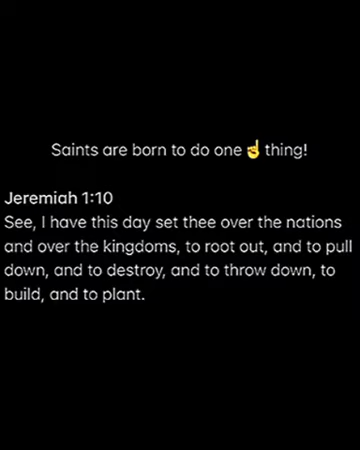 Saints are born to do one ☝️ thing!
Jeremiah 1:10
See, I have this day set thee over the nations
and over the kingdoms, to root out, and to pull
down, and to destroy, and to throw down, to
build, and to plant.